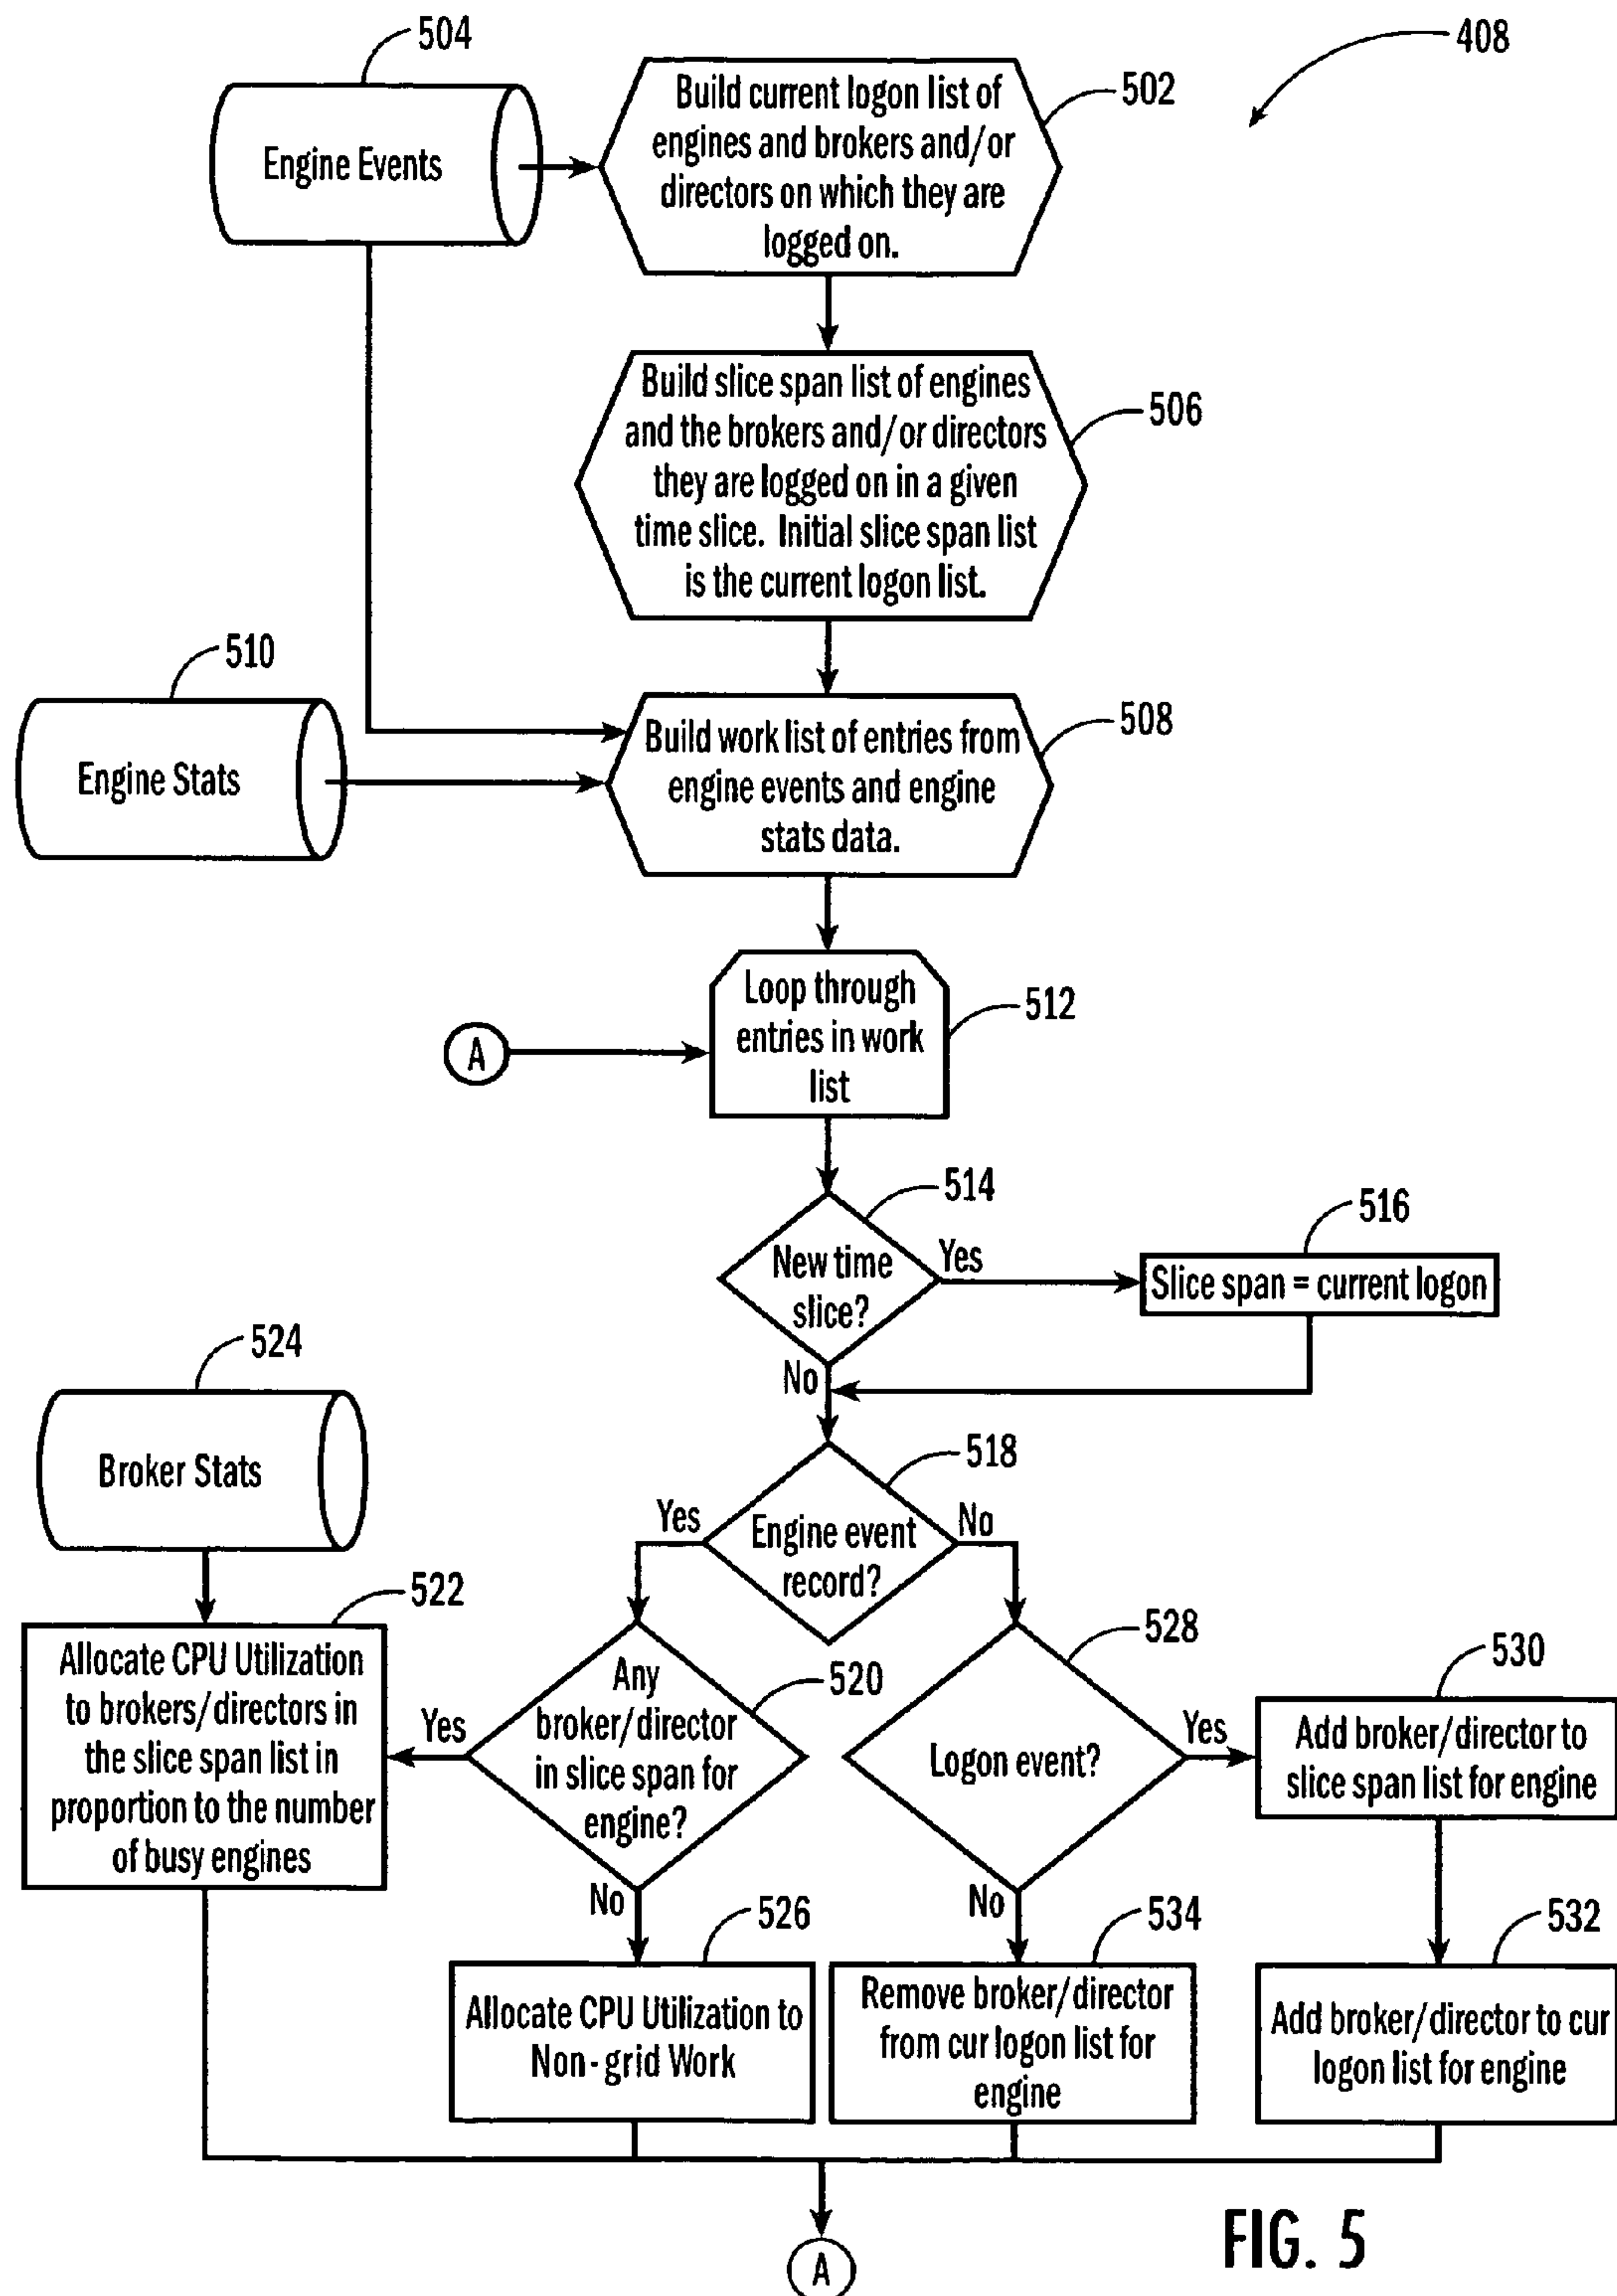 504
408
Engine Events
Build current logon list of
engines and brokers and/or
directors on which they are
logged on.
502
Build slice span list of engines
and the brokers and/or directors
they are logged on in a given
time slice. Initial slice span list
is the current logon list.
506
510
Engine Stats
Build work list of entries from
engine events and engine
stats data.
508
Loop through
entries in work
list
512
A
514
New time
slice?
Yes
516
Slice span = current logon
No
524
Broker Stats
518
Engine event
record?
Yes
No
522
Allocate CPU Utilization
to brokers/directors in
the slice span list in
proportion to the number
of busy engines
Yes
Any
broker/director
in slice span for
engine?
520
528
Logon event?
Yes
530
Add broker/director to
slice span list for engine
No
526
Allocate CPU Utilization to
Non-grid Work
No
534
Remove broker/director
from cur logon list for
engine
532
Add broker/director to cur
logon list for engine
A
FIG. 5